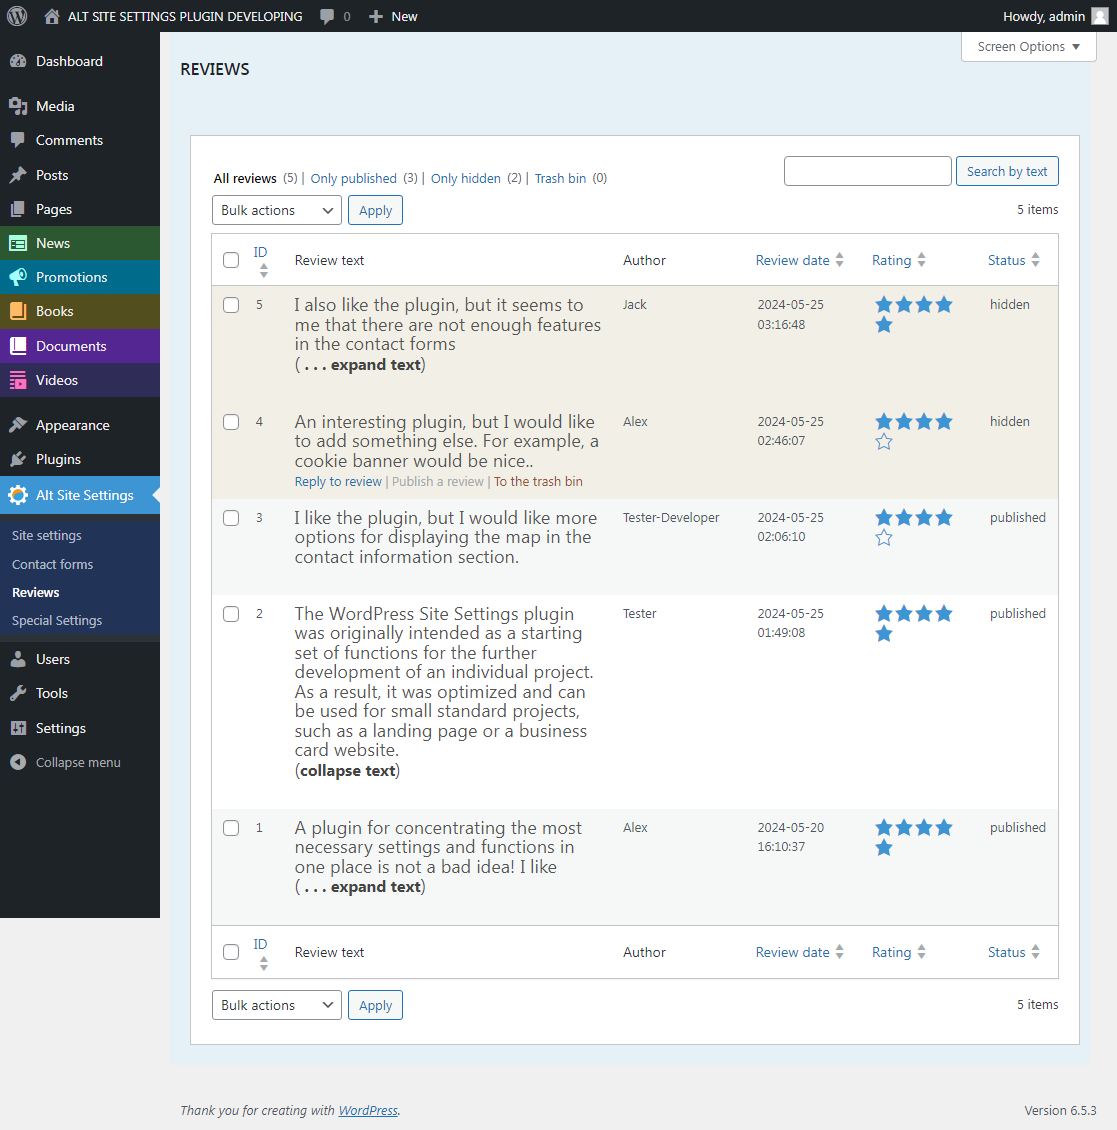 ALT SITE SETTINGS PLUGIN DEVELOPING 0 New Howdy, admin
Screen Options ▼
Dashboard
Media
Comments
Posts
Pages
News
Promotions
Books
Documents
Videos
Appearance
Plugins
Alt Site Settings
Site settings
Contact forms
Reviews
Special Settings
Users
Tools
Settings
Collapse menu
REVIEWS
All reviews (5) | Only published (3) | Only hidden (2) | Trash bin (0)
Search by text
Bulk actions Apply
5 items
ID Review text Author Review date Rating Status
5 I also like the plugin, but it seems to Jack 2024-05-25 hidden
me that there are not enough features 03:16:48
in the contact forms
( . . . expand text)
4 An interesting plugin, but I would like Alex 2024-05-25 hidden
to add something else. For example, a 02:46:07
cookie banner would be nice..
Reply to review | Publish a review | To the trash bin
3 I like the plugin, but I would like more Tester-Developer 2024-05-25 published
options for displaying the map in the 02:06:10
contact information section.
2 The WordPress Site Settings plugin Tester 2024-05-25 published
was originally intended as a starting 01:49:08
set of functions for the further
development of an individual project.
As a result, it was optimized and can
be used for small standard projects,
such as a landing page or a business
card website.
(collapse text)
1 A plugin for concentrating the most Alex 2024-05-20 published
necessary settings and functions in 16:10:37
one place is not a bad idea! I like
( . . . expand text)
ID Review text Author Review date Rating Status
Bulk actions Apply
5 items
Thank you for creating with WordPress. Version 6.5.3